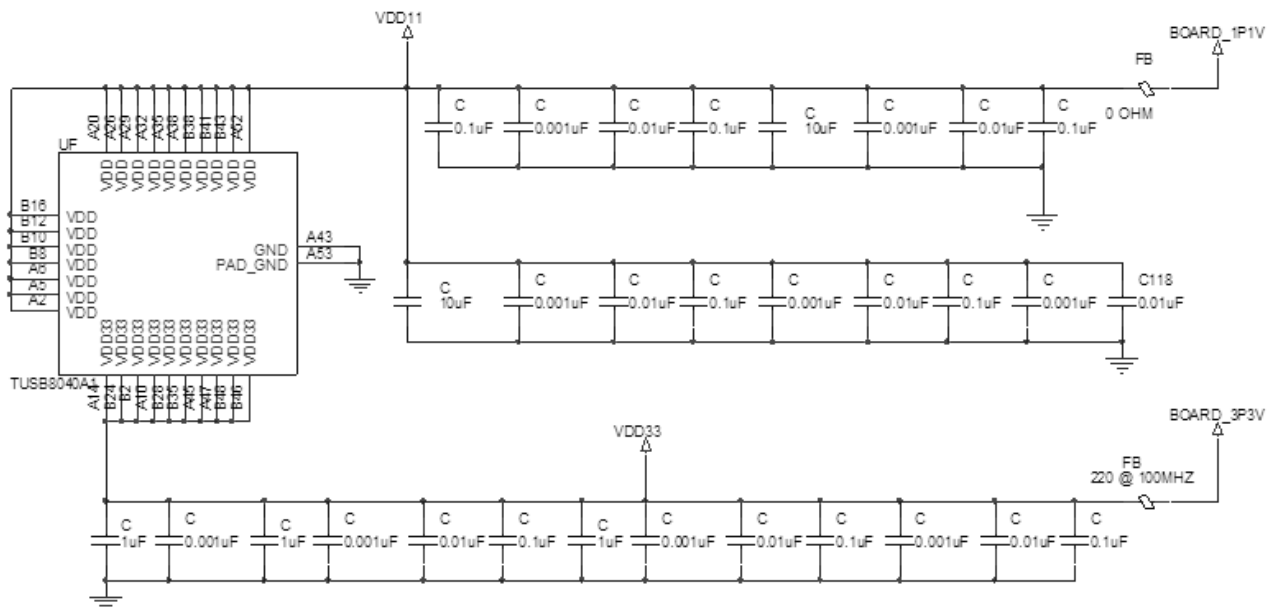 VDD11
BOARD_1P1V
FB
0 OHM
C 0.1uF
C 0.001uF
C 0.01uF
C 0.1uF
C 10uF
C 0.001uF
C 0.01uF
C 0.1uF
A20 A26 A29 A32 A35 A38 B38 B41 B43 A52
UF
VDD VDD VDD VDD VDD VDD VDD VDD VDD VDD
B16 VDD
B12 VDD
B10 VDD
B8 VDD
A6 VDD
A5 VDD
A2 VDD
GND A43
PAD_GND A53
C 10uF
C 0.001uF
C 0.01uF
C 0.1uF
C 0.001uF
C 0.01uF
C 0.1uF
C 0.001uF
C118 0.01uF
VDD33 VDD33 VDD33 VDD33 VDD33 VDD33 VDD33 VDD33 VDD33 VDD33
TUSB8040A1
A14 B24 B2 A10 B28 B35 A45 A47 B48 B46
VDD33
BOARD_3P3V
FB
220 @ 100MHZ
C 1uF
C 0.001uF
C 1uF
C 0.001uF
C 0.01uF
C 0.1uF
C 1uF
C 0.001uF
C 0.01uF
C 0.1uF
C 0.001uF
C 0.01uF
C 0.1uF